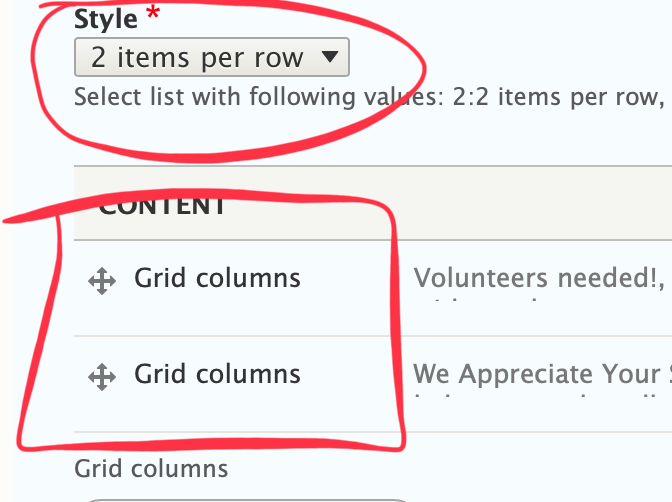 Style *
2 items per row
Select list with following values: 2:2 items per row,
CONTENT
Grid columns
Volunteers needed!,
Grid columns
We Appreciate Your
Grid columns